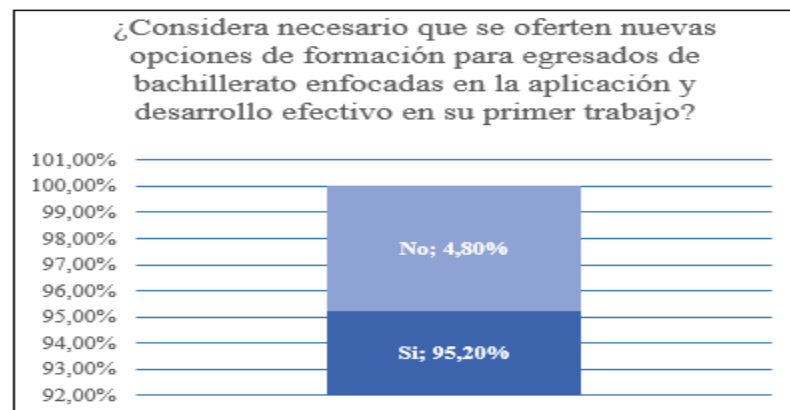 ¿Considera necesario que se oferten nuevas
opciones de formación para egresados de
bachillerato enfocadas en la aplicación y
desarrollo efectivo en su primer trabajo?
101,00%
100,00%
99,00%
98,00%
97,00%
96,00%
95,00%
94,00%
93,00%
92,00%
No; 4,80%
Si; 95,20%